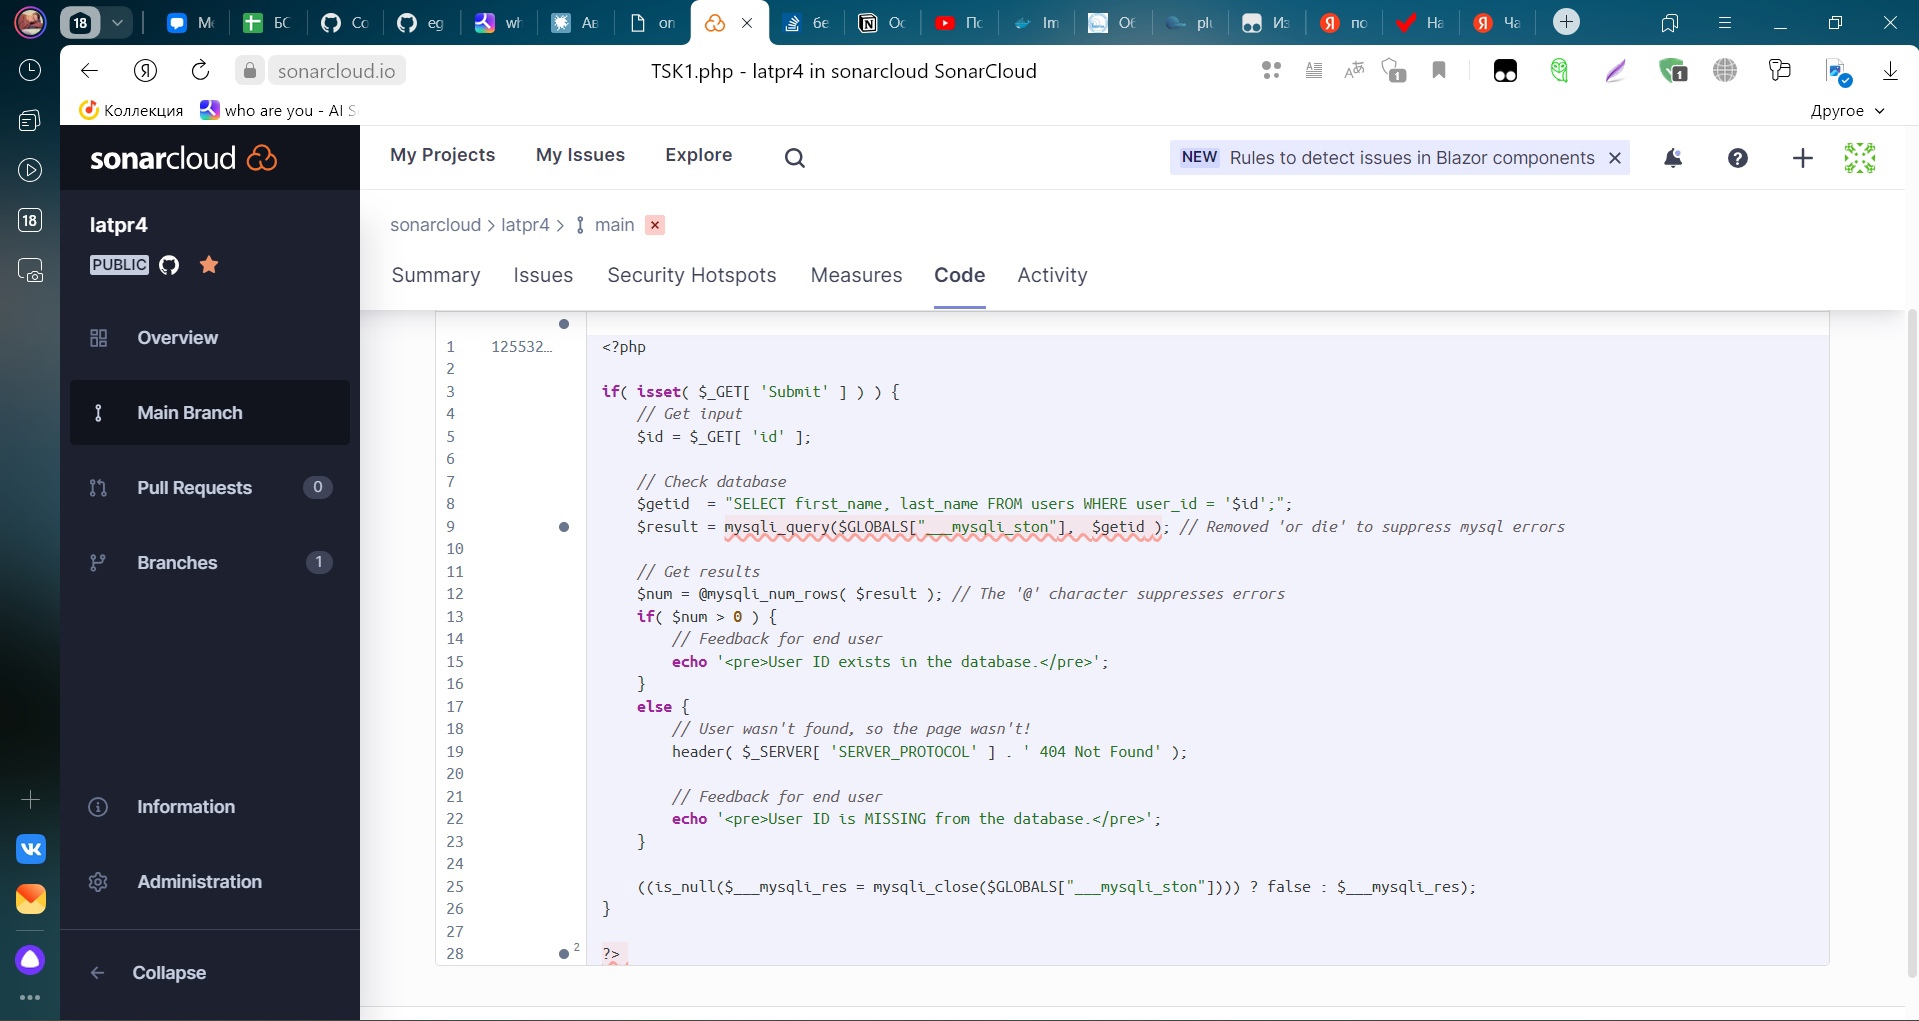 18
Ме
БС
Co
eg
wh
Ав
on
бе
Ос
По
Im
Об
plu
Из
по
На
Ча
sonarcloud.io
TSK1.php - latpr4 in sonarcloud SonarCloud
1
1
Коллекция
who are you - AI S
Другое
18
sonarcloud
My Projects
My Issues
Explore
NEW Rules to detect issues in Blazor components
latpr4
PUBLIC
sonarcloud > latpr4 > main
Summary
Issues
Security Hotspots
Measures
Code
Activity
Overview
Main Branch
Pull Requests 0
Branches 1
Information
Administration
Collapse
1 125532... <?php
2
3 if( isset( $_GET[ 'Submit' ] ) ) {
4 // Get input
5 $id = $_GET[ 'id' ];
6
7 // Check database
8 $getid  = "SELECT first_name, last_name FROM users WHERE user_id = '$id';";
9 $result = mysqli_query($GLOBALS["___mysqli_ston"],  $getid ); // Removed 'or die' to suppress mysql errors
10
11 // Get results
12 $num = @mysqli_num_rows( $result ); // The '@' character suppresses errors
13 if( $num > 0 ) {
14 // Feedback for end user
15 echo '<pre>User ID exists in the database.</pre>';
16 }
17 else {
18 // User wasn't found, so the page wasn't!
19 header( $_SERVER[ 'SERVER_PROTOCOL' ] . ' 404 Not Found' );
20
21 // Feedback for end user
22 echo '<pre>User ID is MISSING from the database.</pre>';
23 }
24
25 ((is_null($___mysqli_res = mysqli_close($GLOBALS["___mysqli_ston"]))) ? false : $___mysqli_res);
26 }
27
28 2 ?>